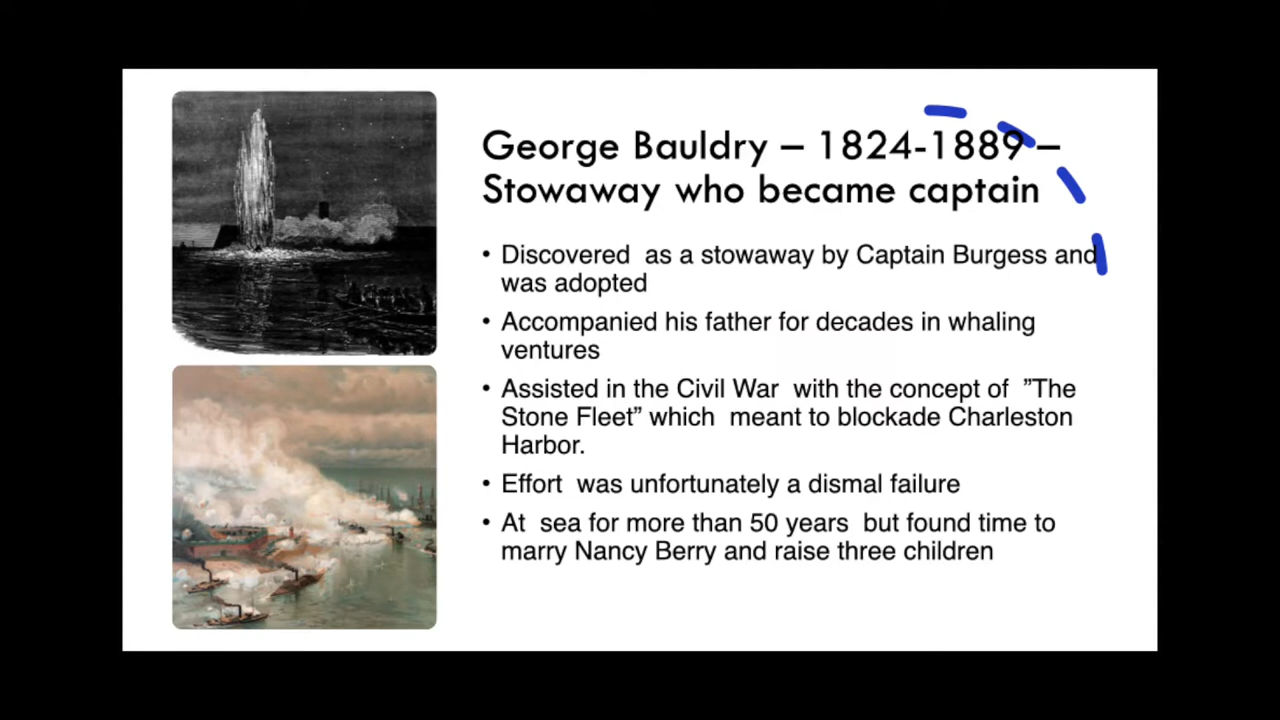 George Bauldry – 1824-1889 –
Stowaway who became captain
• Discovered  as a stowaway by Captain Burgess and
was adopted
• Accompanied his father for decades in whaling
ventures
• Assisted in the Civil War  with the concept of  ”The
Stone Fleet” which  meant to blockade Charleston
Harbor.
• Effort  was unfortunately a dismal failure
• At  sea for more than 50 years  but found time to
marry Nancy Berry and raise three children